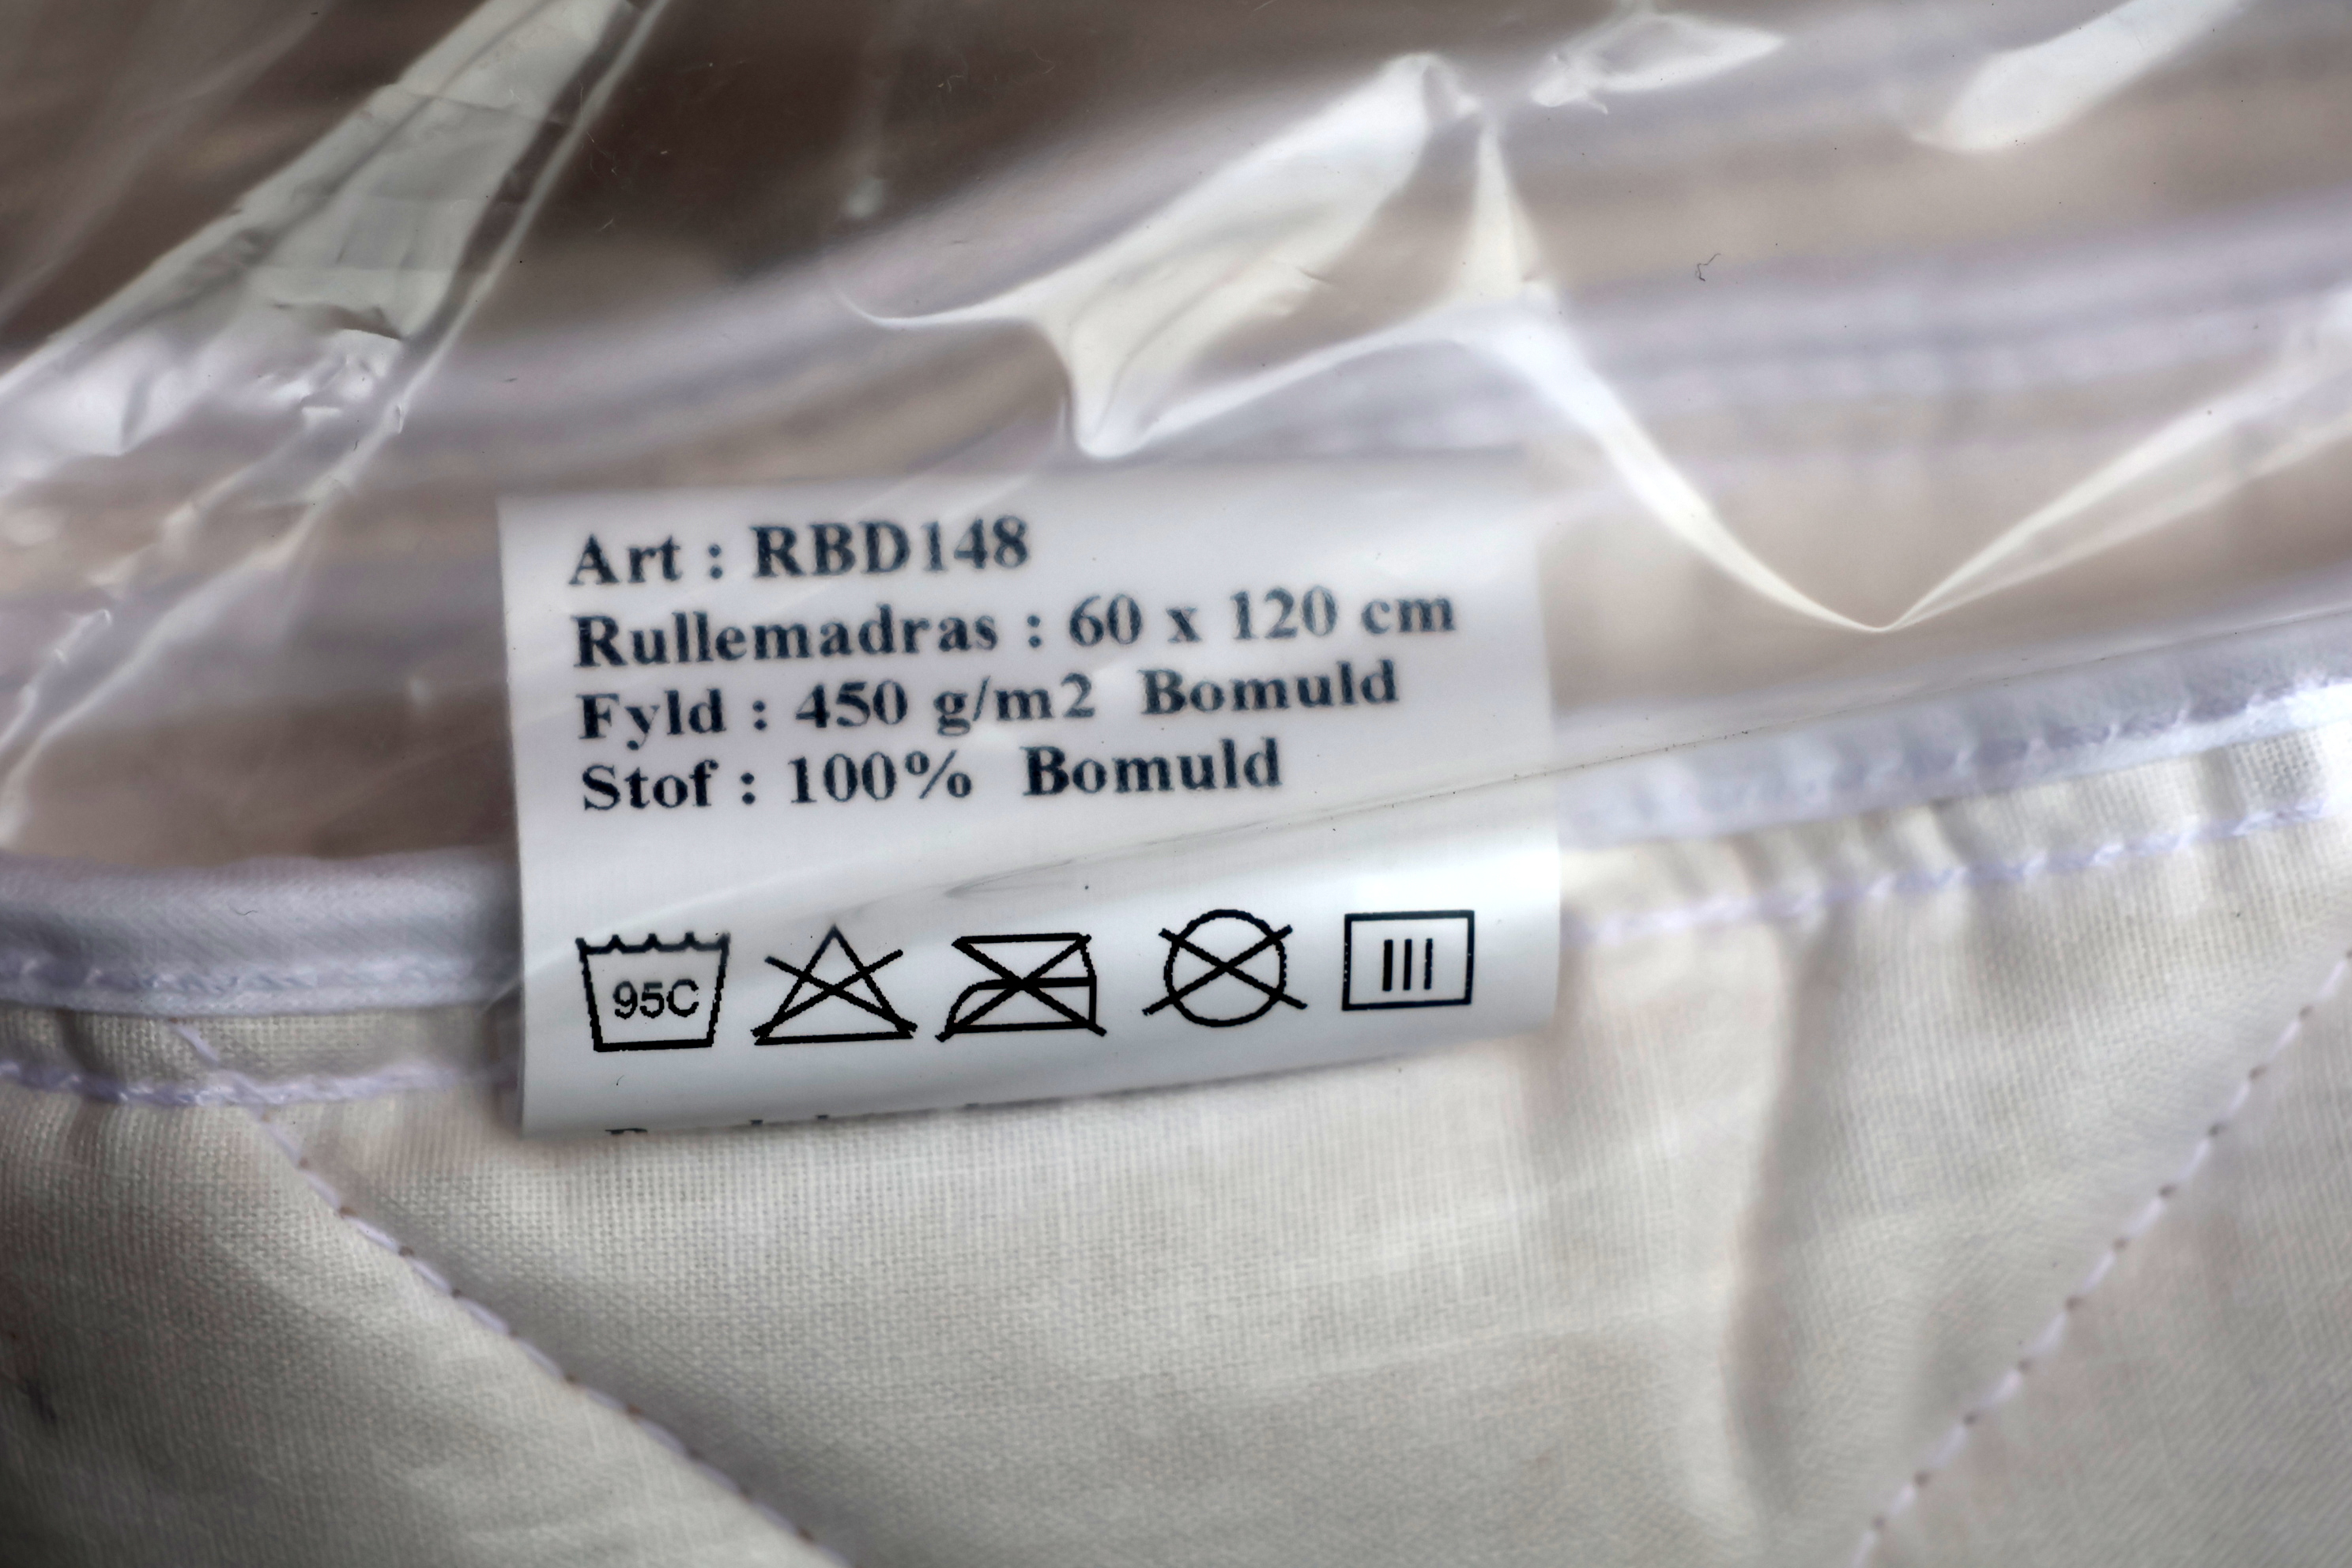 Art : RBD148
Rullemadras : 60 x 120 cm
Fyld : 450 g/m2 Bomuld
Stof : 100% Bomuld
95C